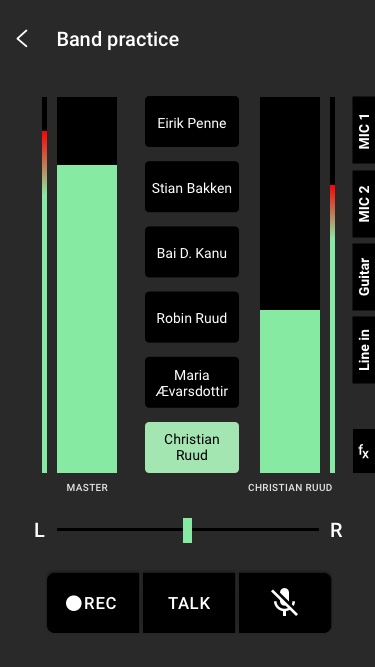 Band practice
Eirik Penne
Stian Bakken
Bai D. Kanu
Robin Ruud
Maria
Ævarsdottir
Christian
Ruud
MIC 1
MIC 2
Guitar
Line in
fx
MASTER
CHRISTIAN RUUD
L
R
REC
TALK